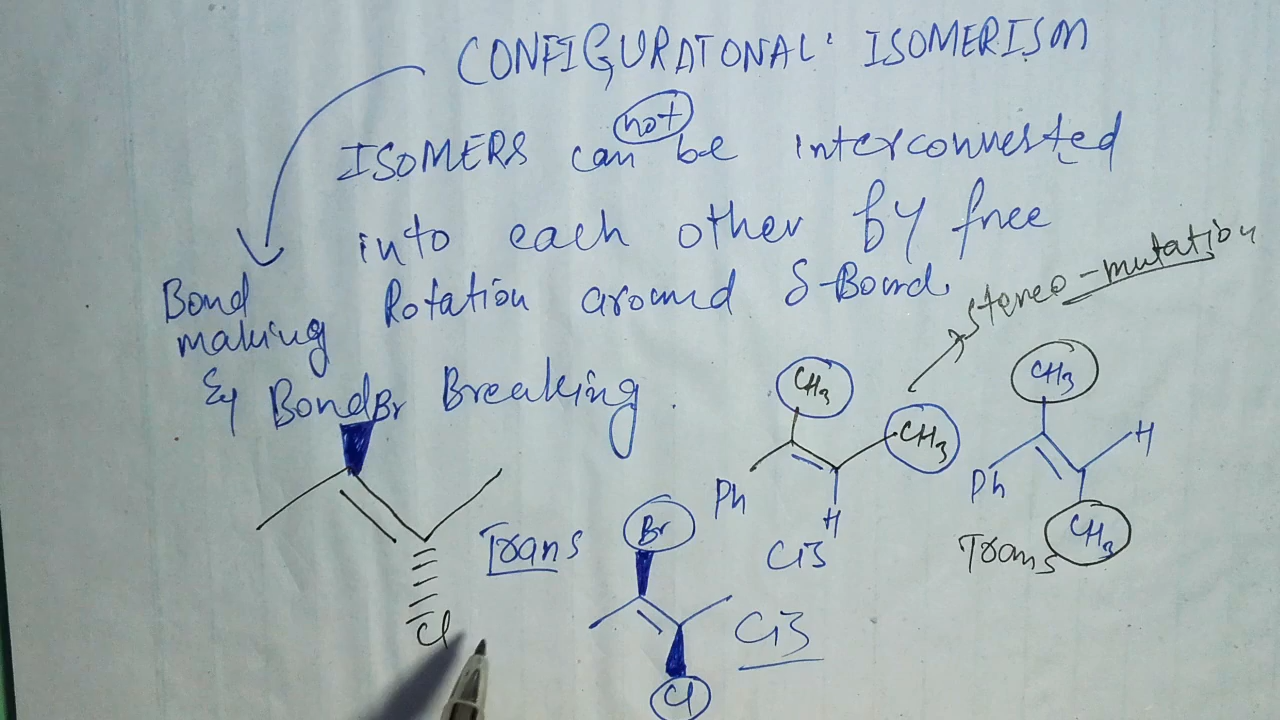 CONFIGURATONAL ISOMERISM
not
ISOMERS can be interconverted
into each other by free
Rotation around δ-Bond.
Bond
making
Bond Breaking.
Stereo-mutation
Br
Cl
Trans
Br
Cl
Cis
CH3
CH3
Ph
H
Cis
CH3
H
Ph
CH3
Trans